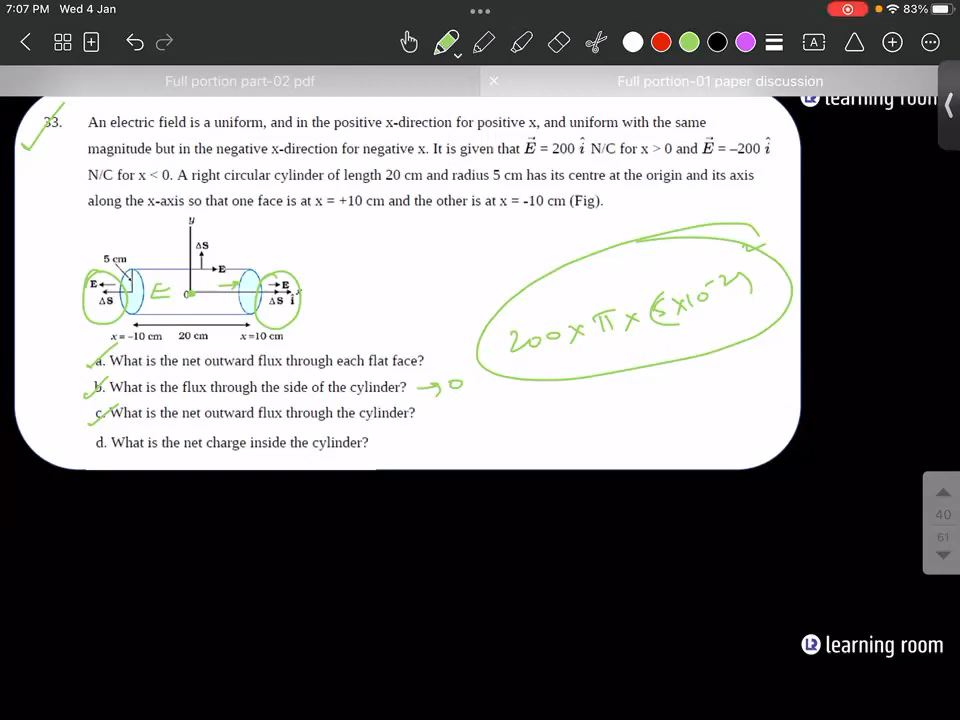 7:07 PM Wed 4 Jan
83%
A
Full portion part-02 pdf
× Full portion-01 paper discussion
learning room
33. An electric field is a uniform, and in the positive x-direction for positive x, and uniform with the same
magnitude but in the negative x-direction for negative x. It is given that E⃗ = 200 î N/C for x > 0 and E⃗ = –200 î
N/C for x < 0. A right circular cylinder of length 20 cm and radius 5 cm has its centre at the origin and its axis
along the x-axis so that one face is at x = +10 cm and the other is at x = -10 cm (Fig).
y
ΔS
5 cm
E
E
E
E
ΔS
0
ΔS
î
x
x = –10 cm 20 cm x =10 cm
200 × π × (5×10⁻²)²
a. What is the net outward flux through each flat face?
b. What is the flux through the side of the cylinder? → 0
c. What is the net outward flux through the cylinder?
d. What is the net charge inside the cylinder?
40
61
learning room